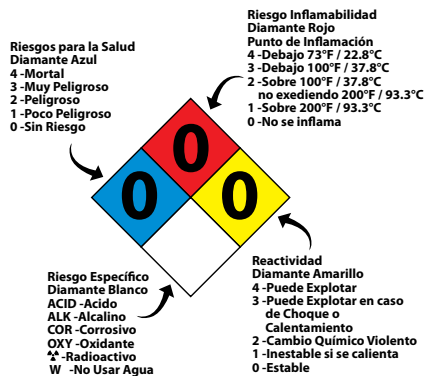 Riesgos para la Salud
Diamante Azul
4 -Mortal
3 -Muy Peligroso
2 -Peligroso
1 -Poco Peligroso
0 -Sin Riesgo
Riesgo Inflamabilidad
Diamante Rojo
Punto de Inflamación
4 -Debajo 73°F / 22.8°C
3 -Debajo 100°F / 37.8°C
2 -Sobre 100°F / 37.8°C
no exediendo 200°F / 93.3°C
1 -Sobre 200°F / 93.3°C
0 -No se inflama
0
0
0
Riesgo Específico
Diamante Blanco
ACID -Acido
ALK -Alcalino
COR -Corrosivo
OXY -Oxidante
☢ -Radioactivo
W -No Usar Agua
Reactividad
Diamante Amarillo
4 -Puede Explotar
3 -Puede Explotar en caso
de Choque o
Calentamiento
2 -Cambio Químico Violento
1 -Inestable si se calienta
0 -Estable